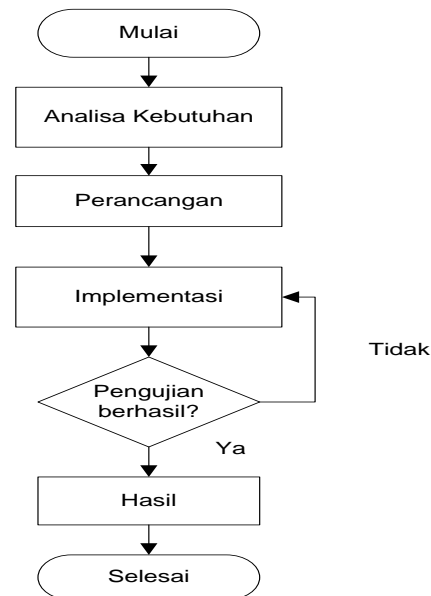 Mulai
Analisa Kebutuhan
Perancangan
Implementasi
Tidak
Pengujian
berhasil?
Ya
Hasil
Selesai